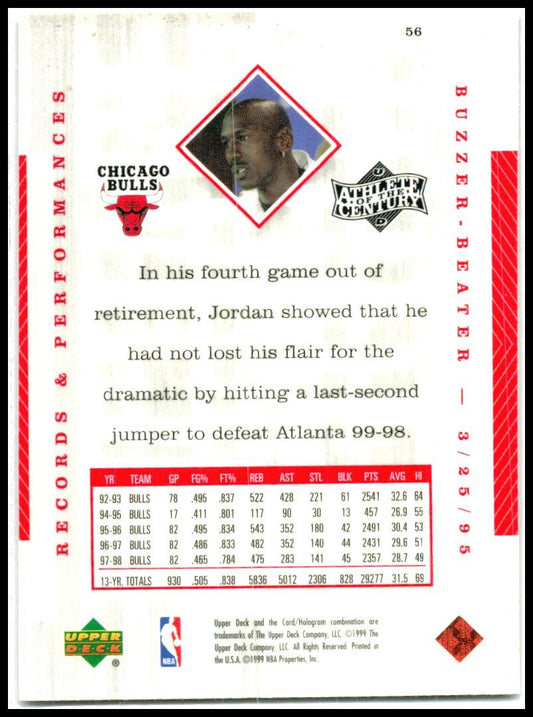 56
RECORDS & PERFORMANCES
BUZZER-BEATER — 3/25/95
CHICAGO
BULLS
U
ATHLETE
OF THE
CENTURY
D
In his fourth game out of
retirement, Jordan showed that he
had not lost his flair for the
dramatic by hitting a last-second
jumper to defeat Atlanta 99-98.
YR TEAM GP FG% FT% REB AST STL BLK PTS AVG HI
92-93 BULLS 78 .495 .837 522 428 221 61 2541 32.6 64
94-95 BULLS 17 .411 .801 117 90 30 13 457 26.9 55
95-96 BULLS 82 .495 .834 543 352 180 42 2491 30.4 53
96-97 BULLS 82 .486 .833 482 352 140 44 2431 29.6 51
97-98 BULLS 82 .465 .784 475 283 141 45 2357 28.7 49
13-YR. TOTALS 930 .505 .838 5836 5012 2306 828 29277 31.5 69
UPPER
DECK
®
NBA
Upper Deck and the Card/Hologram combination are
trademarks of The Upper Deck Company, LLC. ©1999 The
Upper Deck Company, LLC. All Rights Reserved. Printed in
the U.S.A. ©1999 NBA Properties, Inc.